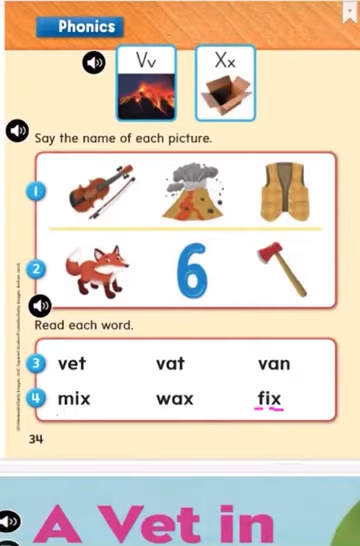 Phonics
Vv
Xx
Say the name of each picture.
1
2
6
Read each word.
3 vet vat van
4 mix wax fix
34
A Vet in